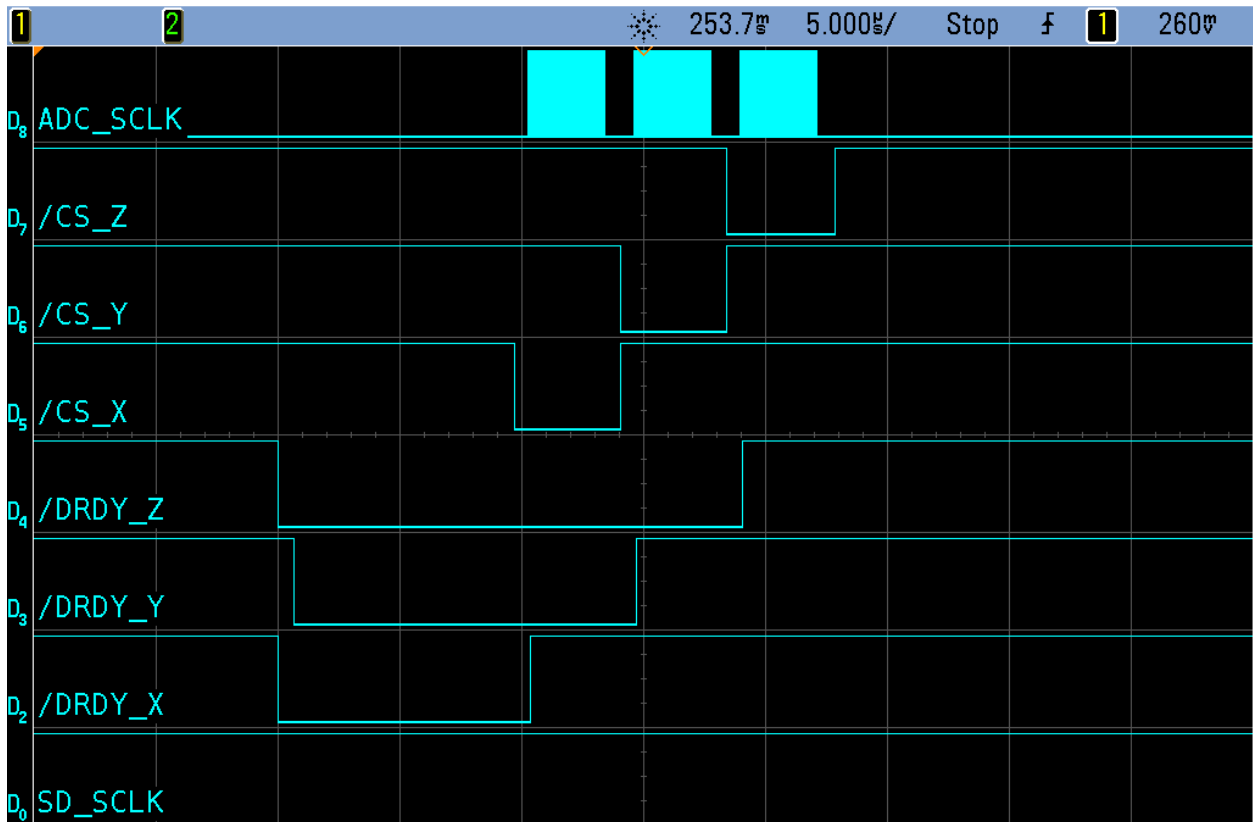 1 2 253.7ms 5.000µs/ Stop 1 260mV
D8 ADC_SCLK
D7 /CS_Z
D6 /CS_Y
D5 /CS_X
D4 /DRDY_Z
D3 /DRDY_Y
D2 /DRDY_X
D0 SD_SCLK